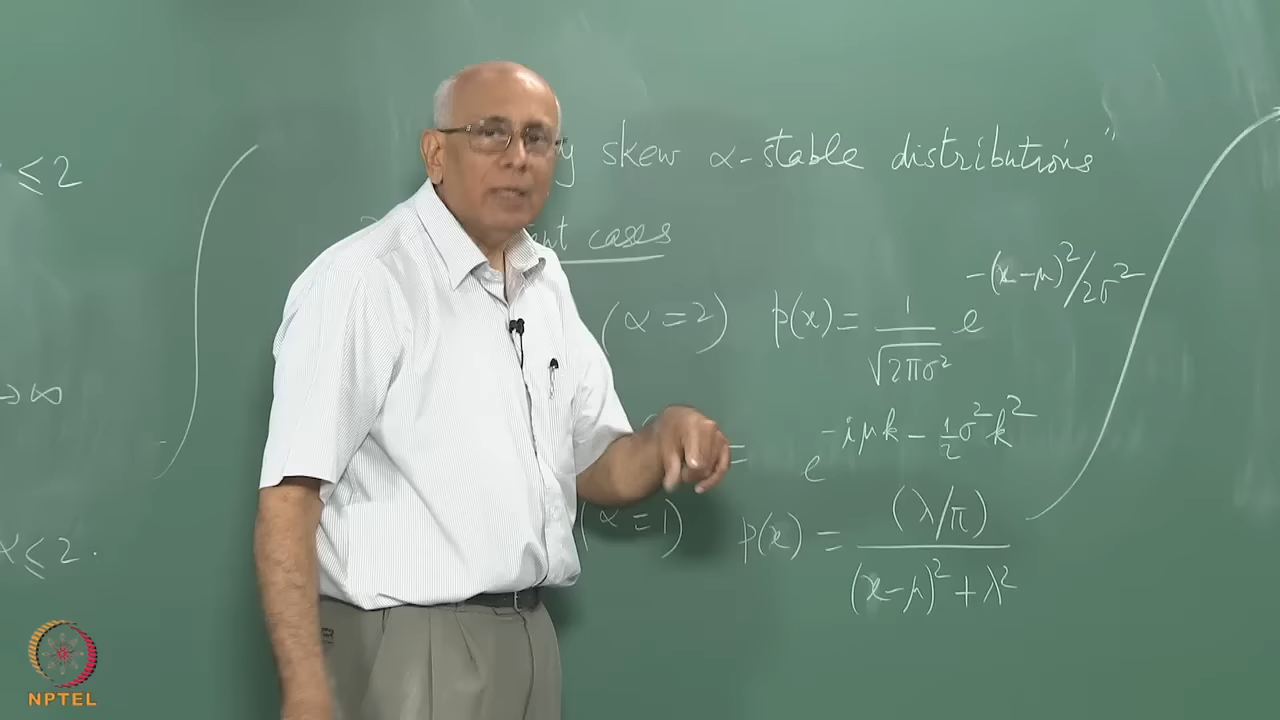 ≤2
skew α-stable distributions"
cases
(α=2) p(x) = 1/√2πσ² e^-(x-μ)²/2σ²
→∞
= e^-iμk - ½σ²k²
(α=1) p(x) = (λ/π)/(x-μ)²+λ²
≤2.
NPTEL